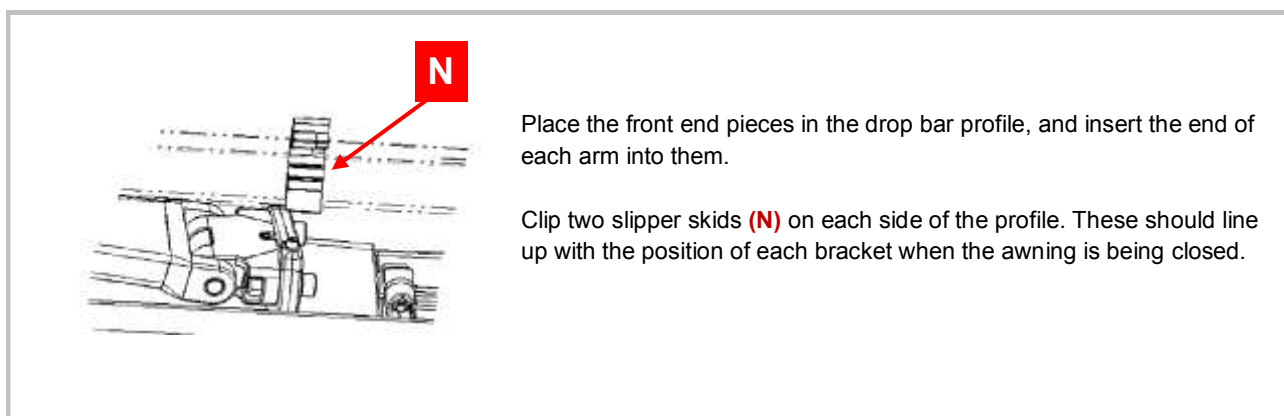 N
Place the front end pieces in the drop bar profile, and insert the end of
each arm into them.
Clip two slipper skids (N) on each side of the profile. These should line
up with the position of each bracket when the awning is being closed.